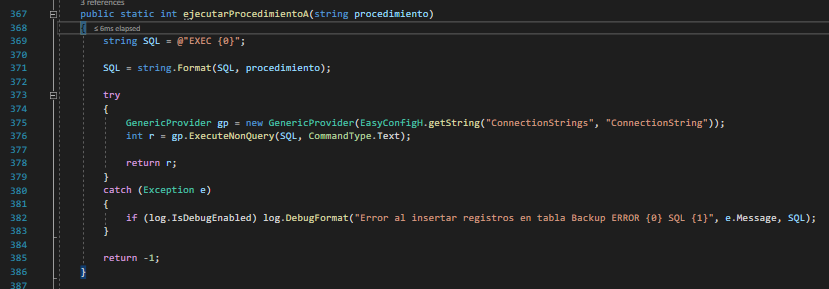 3 references
367 public static int ejecutarProcedimientoA(string procedimiento)
368 { ≤ 6ms elapsed
369 string SQL = @"EXEC {0}";
370
371 SQL = string.Format(SQL, procedimiento);
372
373 try
374 {
375 GenericProvider gp = new GenericProvider(EasyConfigH.getString("ConnectionStrings", "ConnectionString"));
376 int r = gp.ExecuteNonQuery(SQL, CommandType.Text);
377
378 return r;
379 }
380 catch (Exception e)
381 {
382 if (log.IsDebugEnabled) log.DebugFormat("Error al insertar registros en tabla Backup ERROR {0} SQL {1}", e.Message, SQL);
383 }
384
385 return -1;
386 }
387